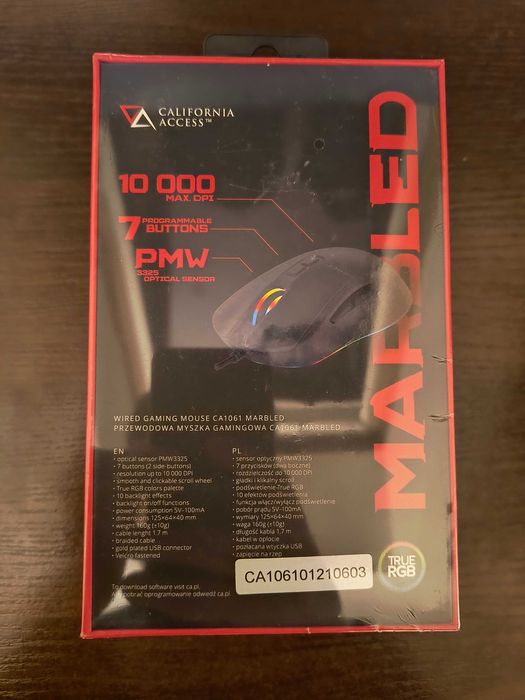 CALIFORNIA
ACCESS™
10 000
MAX. DPI
7 PROGRAMMABLE
BUTTONS
PMW
3325
OPTICAL SENSOR
MARBLED
WIRED GAMING MOUSE CA1061 MARBLED
PRZEWODOWA MYSZKA GAMINGOWA CA1061 MARBLED
EN
• optical sensor PMW3325
• 7 buttons (2 side-buttons)
• resolution up to 10 000 DPI
• smooth and clickable scroll wheel
• True RGB colors palette
• 10 backlight effects
• backlight on/off functions
• power consumption 5V-100mA
• dimensions 125×64×40 mm
• weight 160g (±10g)
• cable lenght 1.7 m
• braided cable
• gold plated USB connector
• Velcro fastened
PL
• sensor optyczny PMW3325
• 7 przycisków (dwa boczne)
• rozdzielczość do 10 000 DPI
• gładki i klikalny scroll
• podświetlenie-True RGB
• 10 efektów podświetlenia
• funkcja włącz/wyłącz podświetlenie
• pobór prądu 5V-100mA
• wymiary 125×64×40 mm
• waga 160g (±10g)
• długość kabla 1,7 m
• kabel w oplocie
• pozłacana wtyczka USB
• zapięcie na rzep
TRUE
RGB
CA106101210603
To download software visit ca.pl.
Aby pobrać oprogramowanie odwiedź ca.pl.